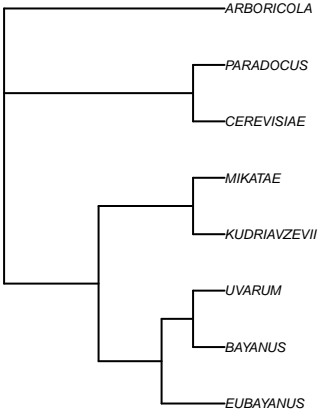 ARBORICOLA
PARADOCUS
CEREVISIAE
MIKATAE
KUDRIAVZEVII
UVARUM
BAYANUS
EUBAYANUS